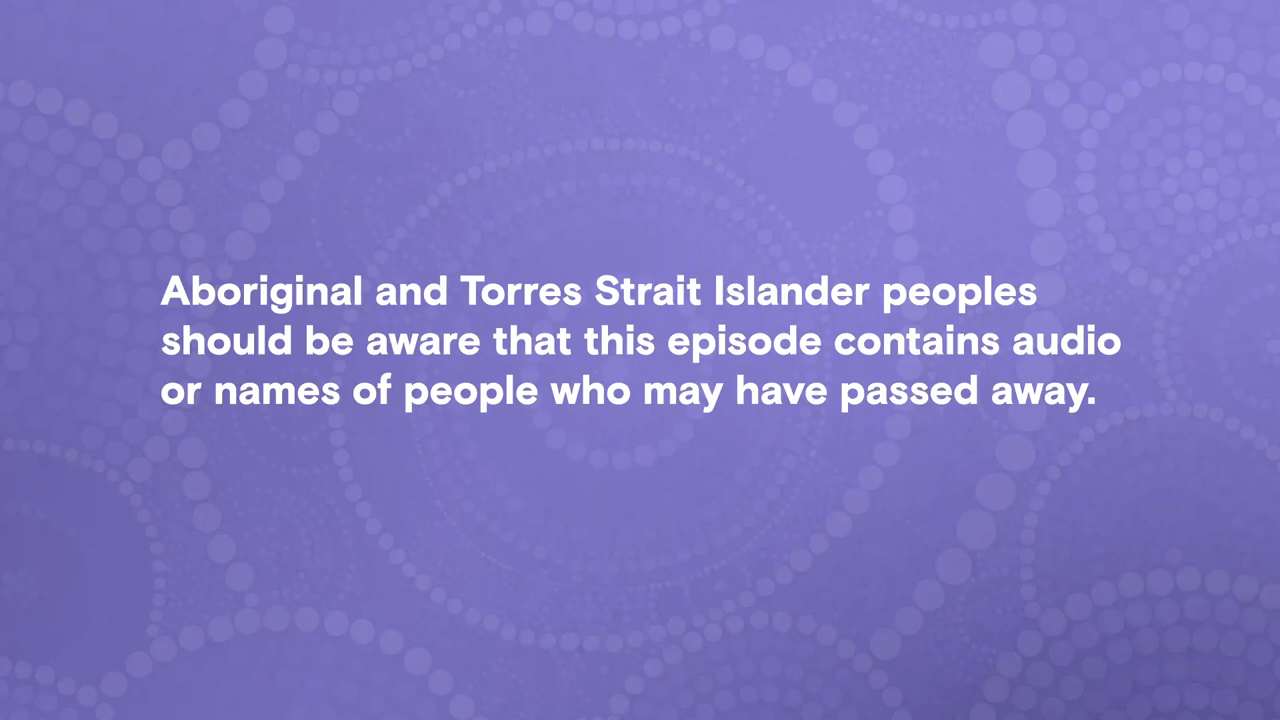 Aboriginal and Torres Strait Islander peoples
should be aware that this episode contains audio
or names of people who may have passed away.